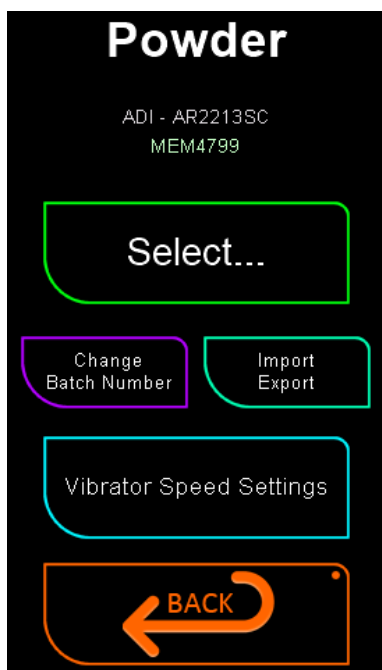 Powder
ADI - AR2213SC
MEM4799
Select...
Change
Batch Number
Import
Export
Vibrator Speed Settings
BACK